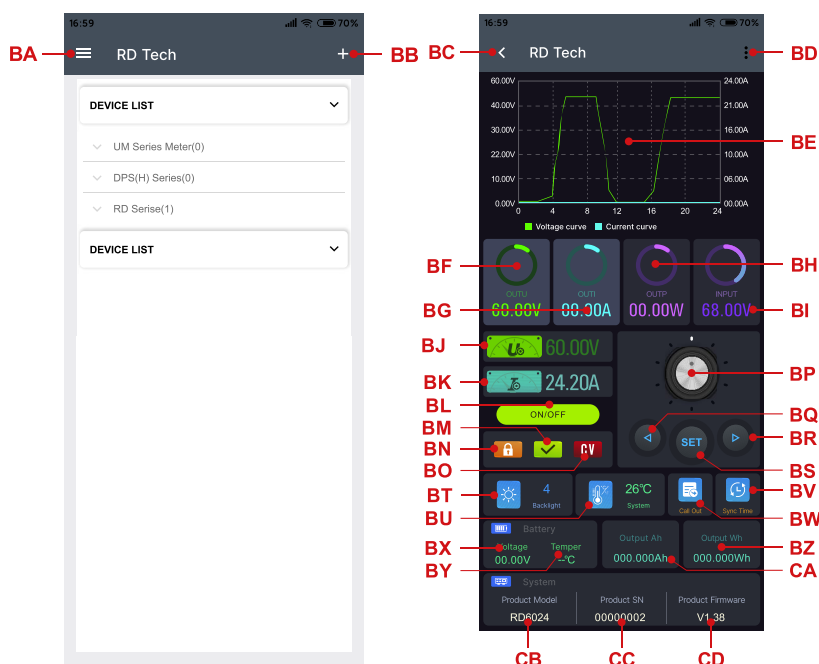 16:59
70%
BA
RD Tech
+
BB
DEVICE LIST
UM Series Meter(0)
DPS(H) Series(0)
RD Serise(1)
DEVICE LIST
16:59
70%
BC
RD Tech
BD
60.00V
24.00A
40.00V
21.00A
30.00V
16.00A
BE
22.00V
10.00A
10.00V
06.00A
0.00V
00.00A
0 4 8 12 16 20 24
Voltage curve Current curve
BF
BH
OUTU OUTI OUTP INPUT
BG
60.00V 00.00A 00.00W 68.00V
BI
BJ
U
60.00V
BP
BK
I
24.20A
BL
ON/OFF
BM
BQ
BN
CV
SET
BR
BO
BS
BT
4
Backlight
26℃
System
Call Out
Sync Time
BV
BU
BW
Battery
Voltage Temper
00.00V --℃
BX
BY
Output Ah
000.000Ah
Output Wh
000.000Wh
BZ
CA
System
Product Model Product SN Product Firmware
RD6024 00000002 V1.38
CB CC CD